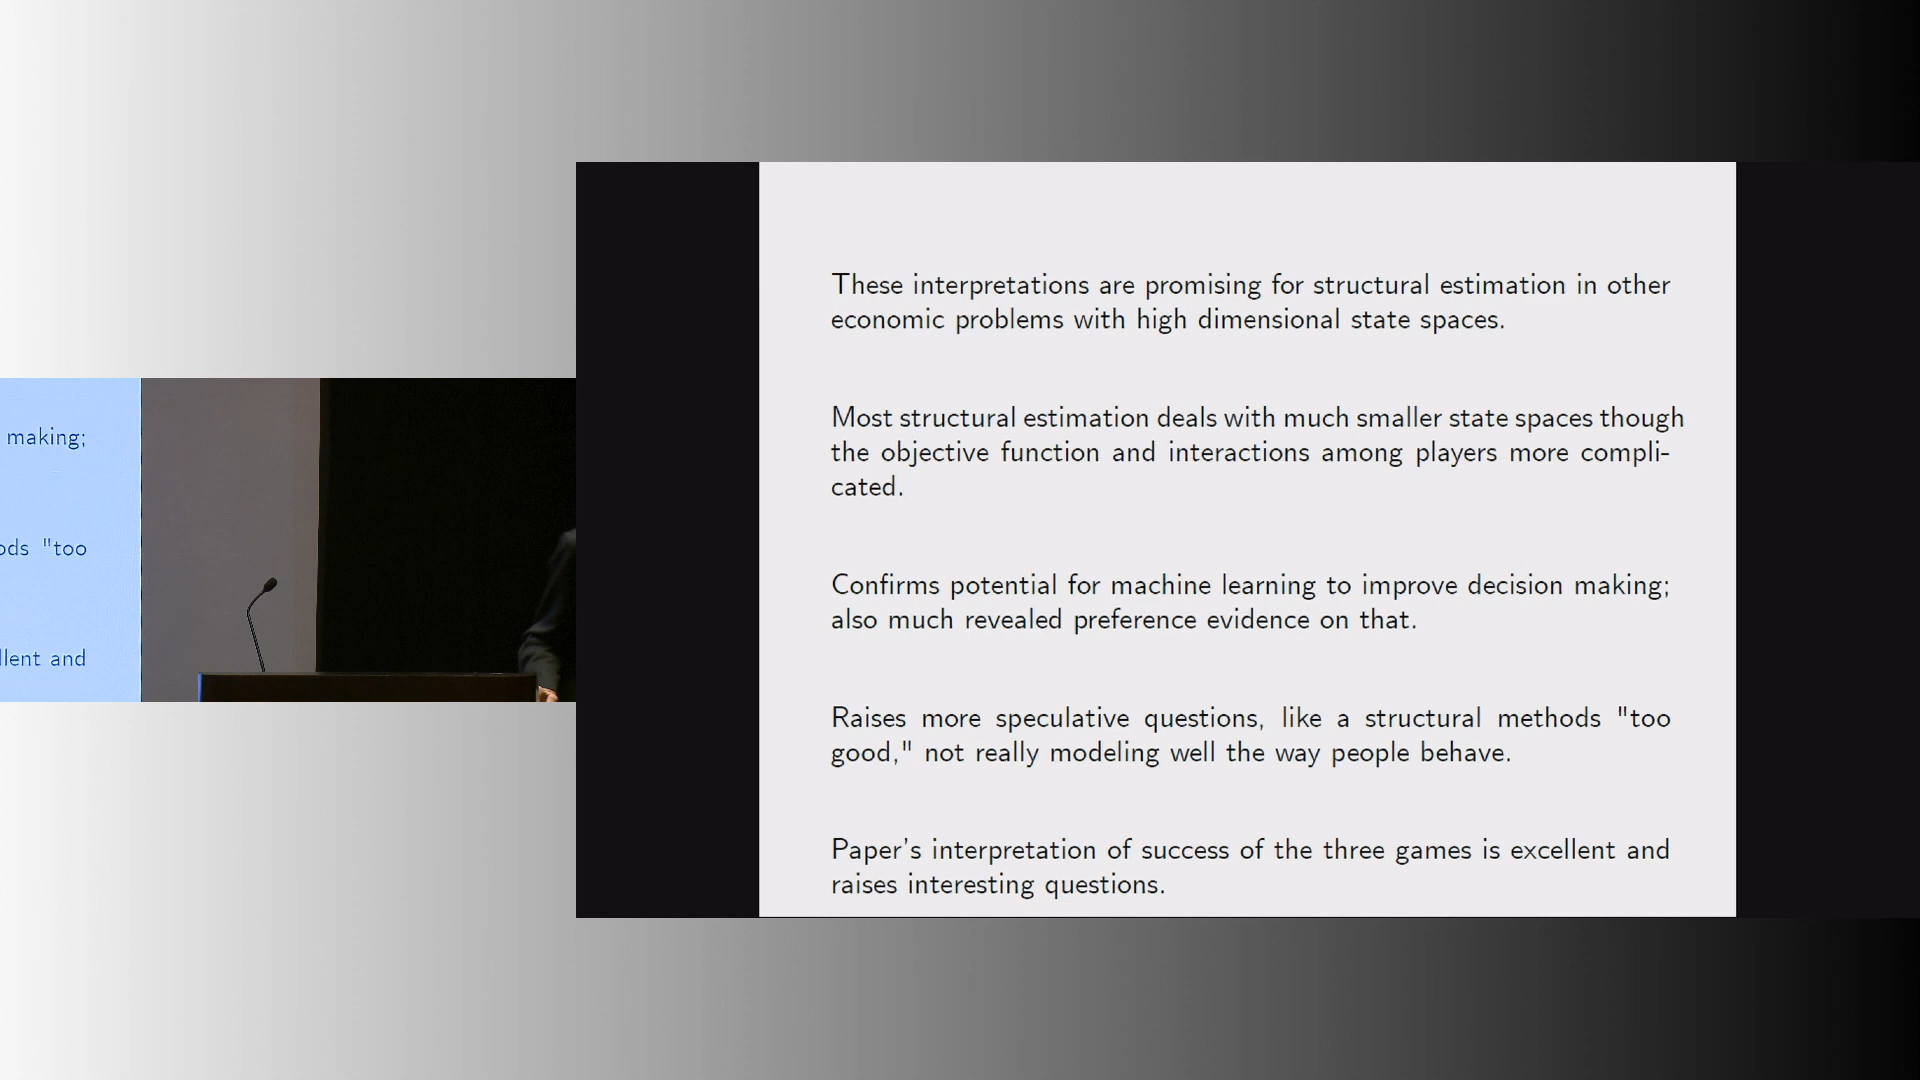 making;
"too
and
These interpretations are promising for structural estimation in other
economic problems with high dimensional state spaces.
Most structural estimation deals with much smaller state spaces though
the objective function and interactions among players more compli-
cated.
Confirms potential for machine learning to improve decision making;
also much revealed preference evidence on that.
Raises more speculative questions, like a structural methods "too
good," not really modeling well the way people behave.
Paper's interpretation of success of the three games is excellent and
raises interesting questions.